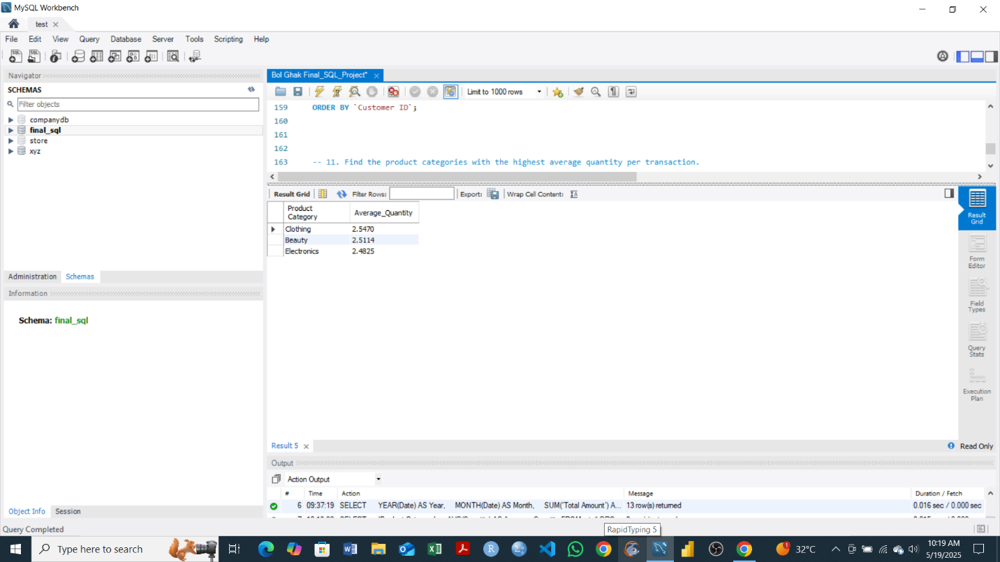 MySQL Workbench
test
File Edit View Query Database Server Tools Scripting Help
Navigator
SCHEMAS
Filter objects
companydb
final_sql
store
xyz
Administration Schemas
Information
Schema: final_sql
Object Info Session
Query Completed
Bol Ghak Final_SQL_Project*
Limit to 1000 rows
159 ORDER BY `Customer ID`;
160
161
162
163 -- 11. Find the product categories with the highest average quantity per transaction.
Result Grid Filter Rows: Export: Wrap Cell Content:
Product Category Average_Quantity
Clothing 2.5470
Beauty 2.5114
Electronics 2.4825
Result Grid
Form Editor
Field Types
Query Stats
Execution Plan
Result 5
Read Only
Output
Action Output
# Time Action Message Duration / Fetch
6 09:37:19 SELECT YEAR(Date) AS Year, MONTH(Date) AS Month, SUM(`Total Amount`) A... 13 row(s) returned 0.016 sec / 0.000 sec
RapidTyping 5
Type here to search
32°C
10:19 AM
5/19/2025